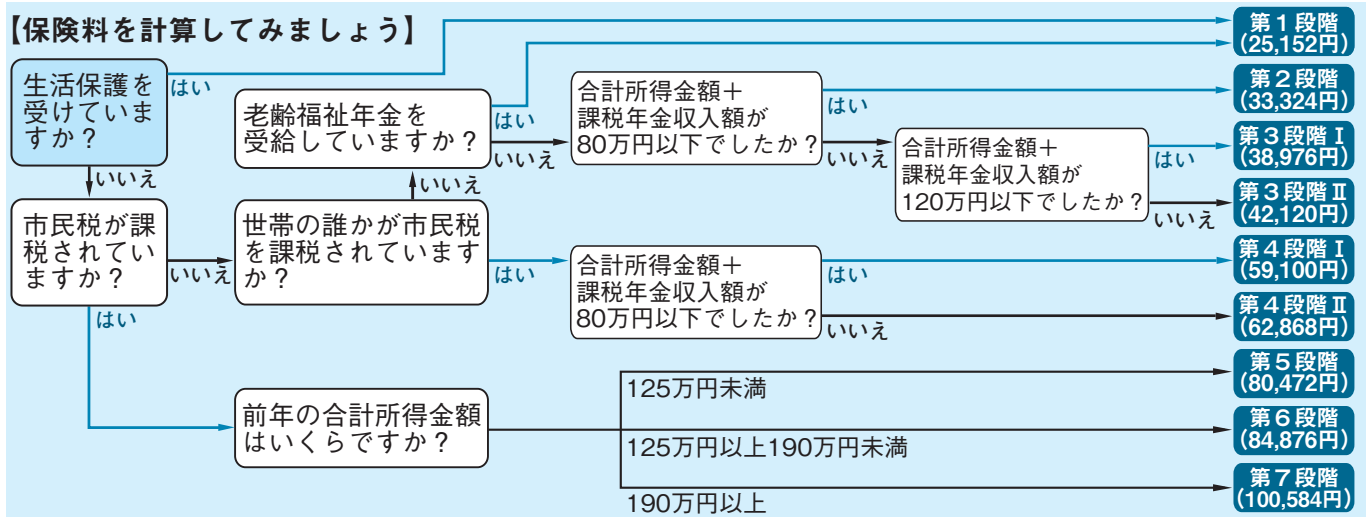 【保険料を計算してみましょう】
生活保護を
受けていま
すか？
はい
いいえ
市民税が課
税されてい
ますか？
いいえ
はい
老齢福祉年金を
受給していますか？
はい
いいえ
いいえ
世帯の誰かが市民税
を課税されています
か？
はい
合計所得金額＋
課税年金収入額が
80万円以下でしたか？
はい
いいえ
合計所得金額＋
課税年金収入額が
120万円以下でしたか？
はい
いいえ
合計所得金額＋
課税年金収入額が
80万円以下でしたか？
はい
いいえ
前年の合計所得金額
はいくらですか？
125万円未満
125万円以上190万円未満
190万円以上
第１段階
(25,152円)
第２段階
(33,324円)
第３段階Ⅰ
(38,976円)
第３段階Ⅱ
(42,120円)
第４段階Ⅰ
(59,100円)
第４段階Ⅱ
(62,868円)
第５段階
(80,472円)
第６段階
(84,876円)
第７段階
(100,584円)